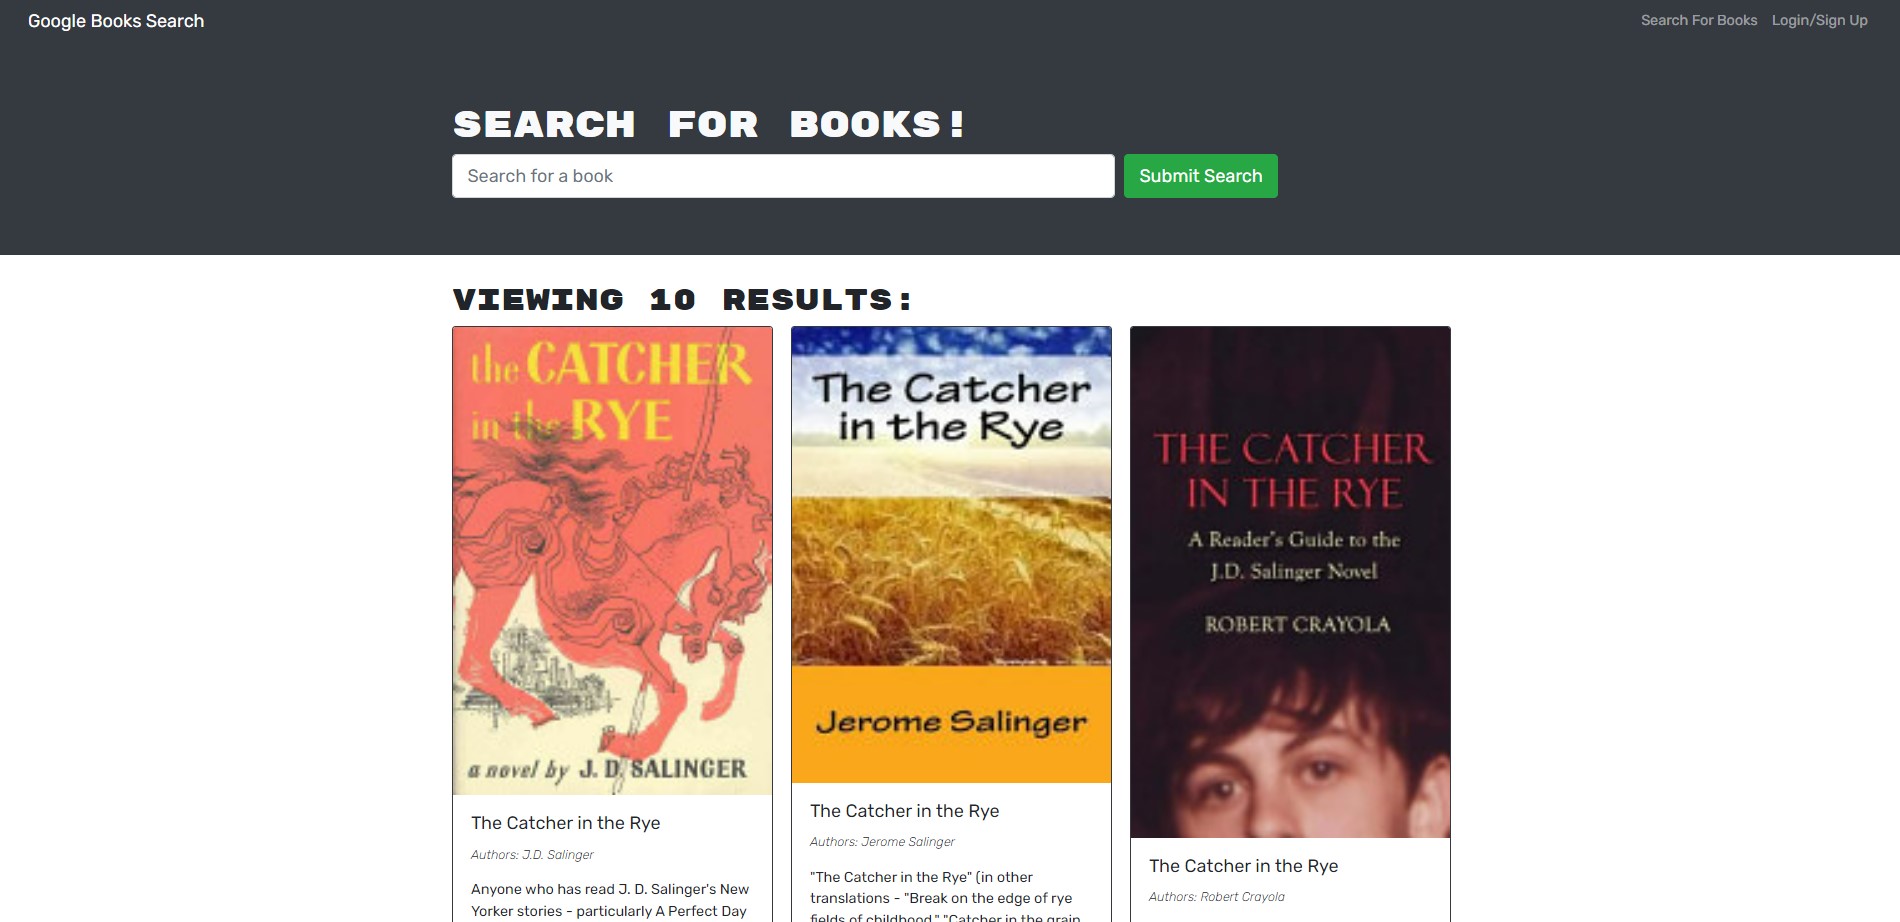 Google Books Search
Search For Books
Login/Sign Up
SEARCH FOR BOOKS!
Search for a book
Submit Search
VIEWING 10 RESULTS:
the CATCHER
in the RYE
a novel by J. D. SALINGER
The Catcher in the Rye
Authors: J.D. Salinger
Anyone who has read J. D. Salinger's New
Yorker stories - particularly A Perfect Day
The Catcher
in the Rye
Jerome Salinger
The Catcher in the Rye
Authors: Jerome Salinger
"The Catcher in the Rye" (in other
translations - "Break on the edge of rye
fields of childhood," "Catcher in the grain
THE CATCHER
IN THE RYE
A Reader's Guide to the
J.D. Salinger Novel
ROBERT CRAYOLA
The Catcher in the Rye
Authors: Robert Crayola